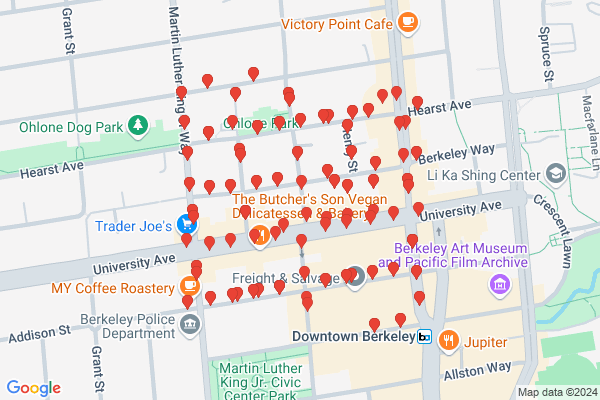 Grant St
Victory Point Cafe
Spruce St
Martin Luther King Jr. Way
Hearst Ave
Macfarlane Ln
Ohlone Dog Park
Ohlone Park
Henry St
Hearst Ave
Berkeley Way
Li Ka Shing Center
The Butcher's Son Vegan
Delicatessen & Bakery
University Ave
Crescent Lawn
Trader Joe's
Berkeley Art Museum
and Pacific Film Archive
University Ave
Freight & Salvage
MY Coffee Roastery
Berkeley Police
Department
Addison St
Downtown Berkeley
Jupiter
Grant St
Martin Luther
King Jr. Civic
Center Park
Allston Way
Google
Map data ©2024